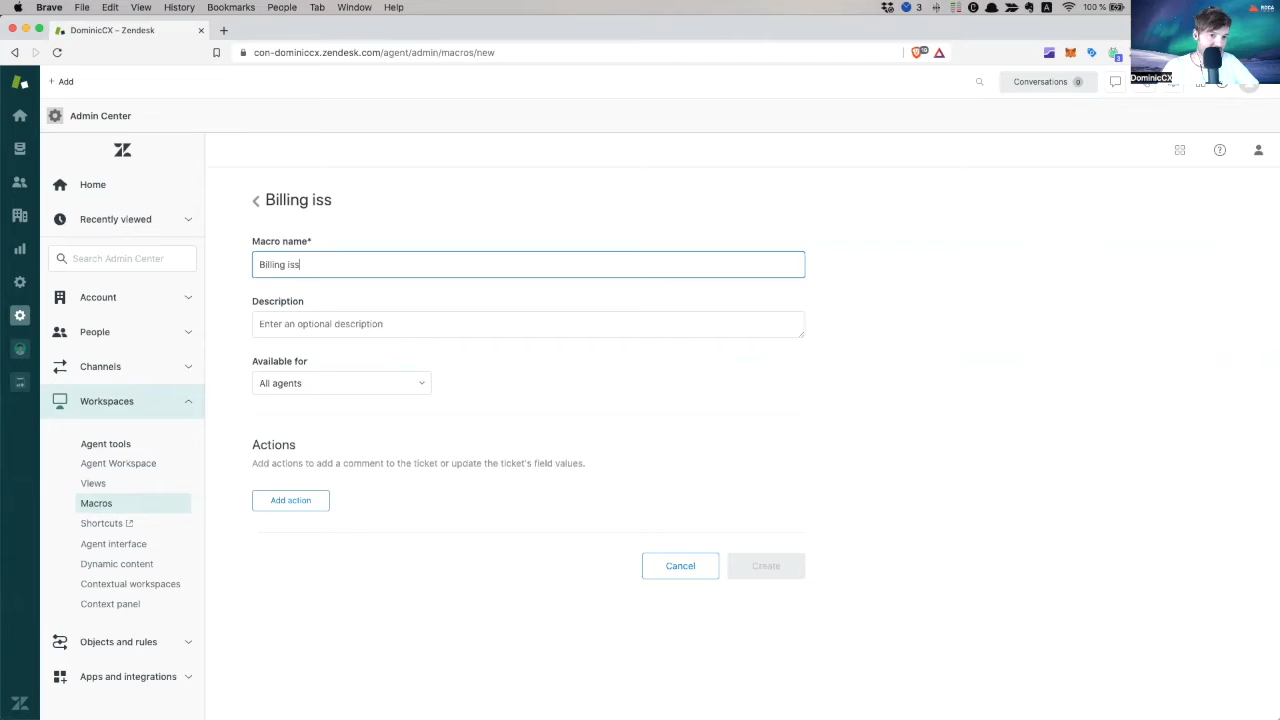 Brave File Edit View History Bookmarks People Tab Window Help
3
A
100 %
DominicCX – Zendesk
con-dominiccx.zendesk.com/agent/admin/macros/new
ROCA
DominicCX
+ Add
Conversations 0
Admin Center
Home
Recently viewed
Search Admin Center
Account
People
Channels
Workspaces
Agent tools
Agent Workspace
Views
Macros
Shortcuts
Agent interface
Dynamic content
Contextual workspaces
Context panel
Objects and rules
Apps and integrations
Billing iss
Macro name*
Billing iss
Description
Enter an optional description
Available for
All agents
Actions
Add actions to add a comment to the ticket or update the ticket's field values.
Add action
Cancel
Create